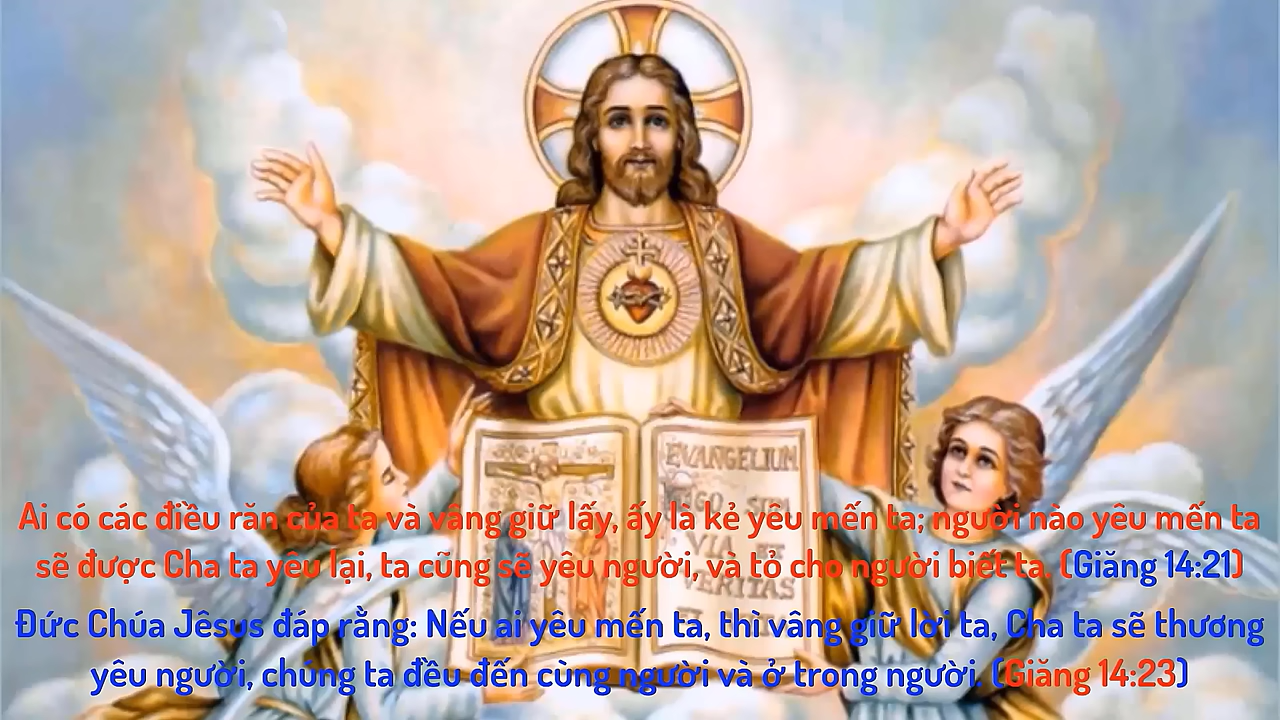 EVANGELIUM
EGO SUM
VIA ET
VERITAS
Ai có các điều răn của ta và vâng giữ lấy, ấy là kẻ yêu mến ta; người nào yêu mến ta
sẽ được Cha ta yêu lại, ta cũng sẽ yêu người, và tỏ cho người biết ta. (Giăng 14:21)
Đức Chúa Jêsus đáp rằng: Nếu ai yêu mến ta, thì vâng giữ lời ta, Cha ta sẽ thương
yêu người, chúng ta đều đến cùng người và ở trong người. (Giăng 14:23)